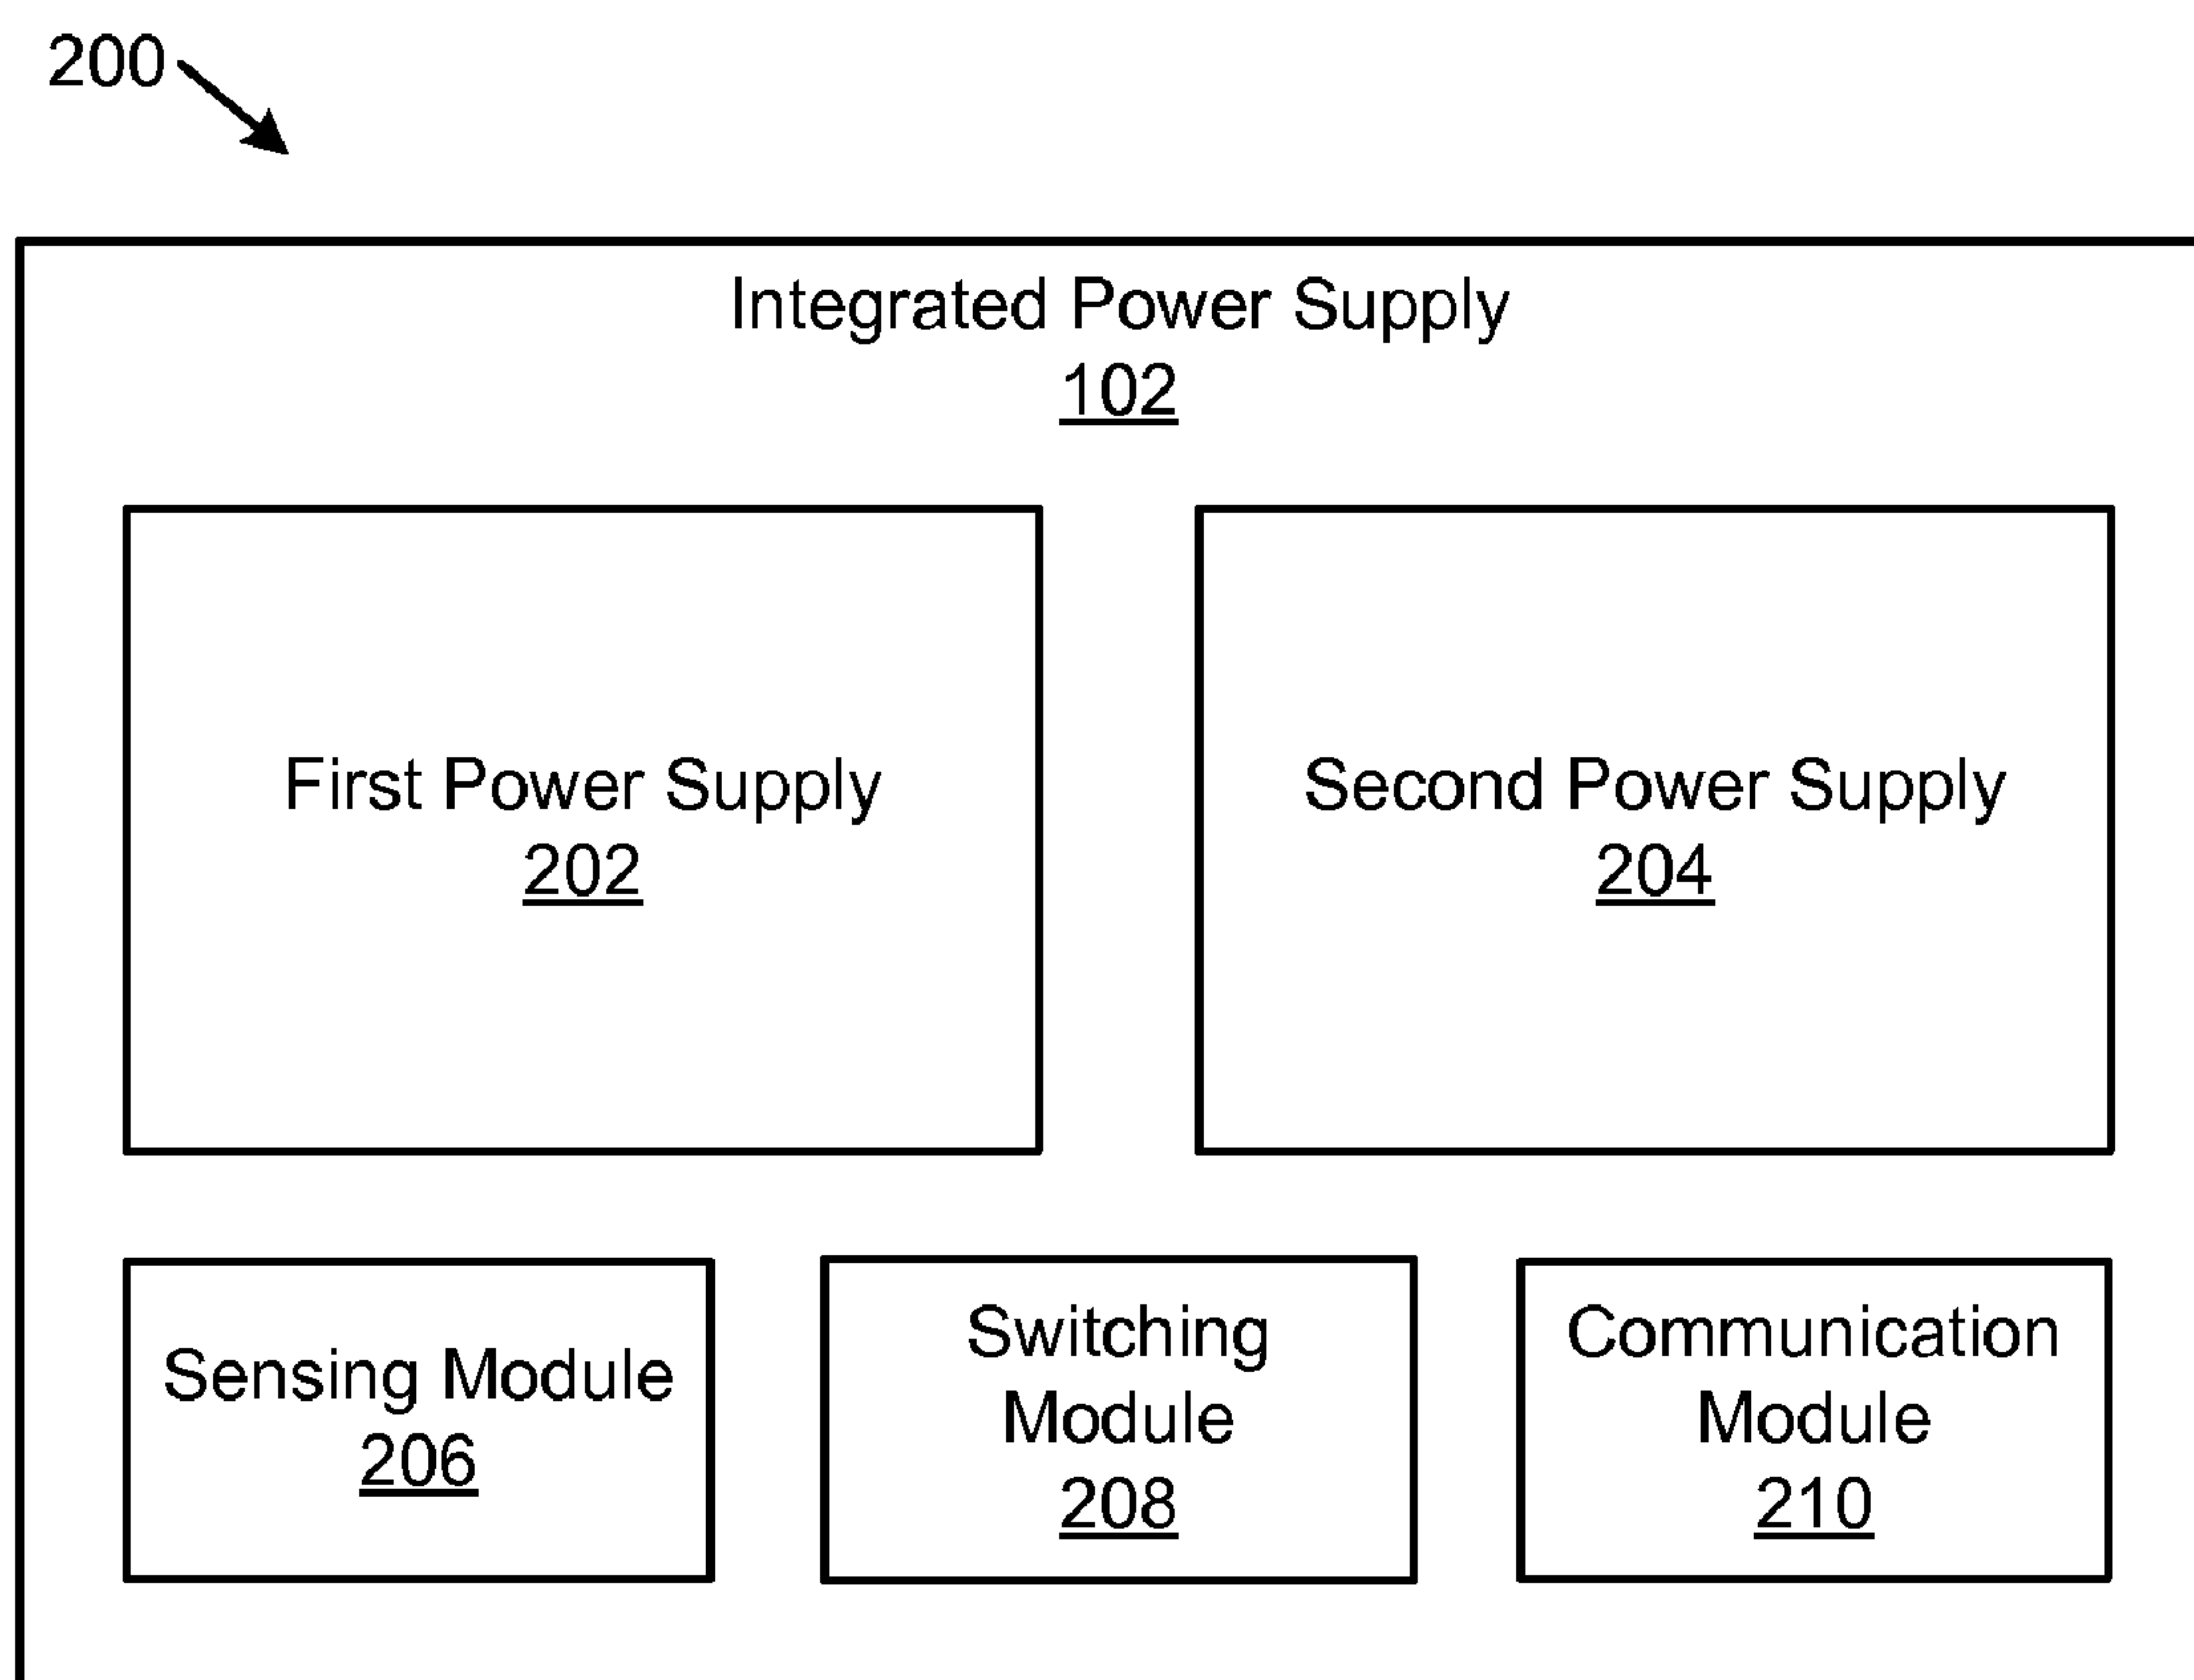 200
Integrated Power Supply
102
First Power Supply
202
Second Power Supply
204
Sensing Module
206
Switching
Module
208
Communication
Module
210